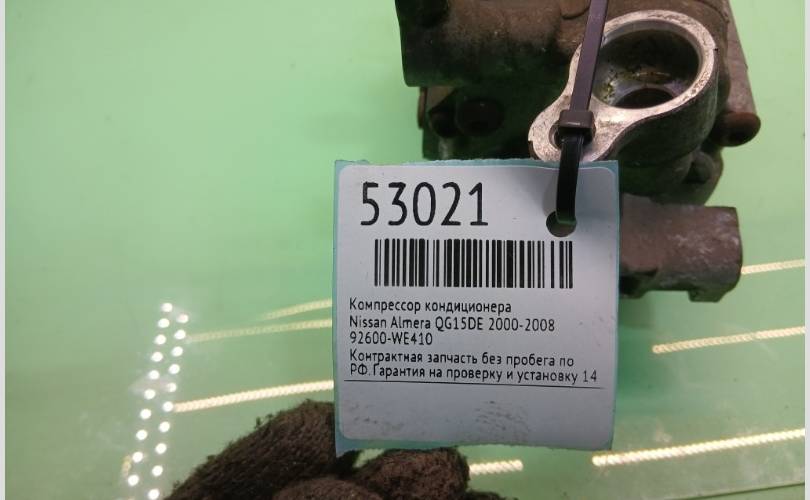 53021
Компрессор кондиционера
Nissan Almera QG15DE 2000-2008
92600-WE410
Контрактная запчасть без пробега по
РФ.Гарантия на проверку и установку 14